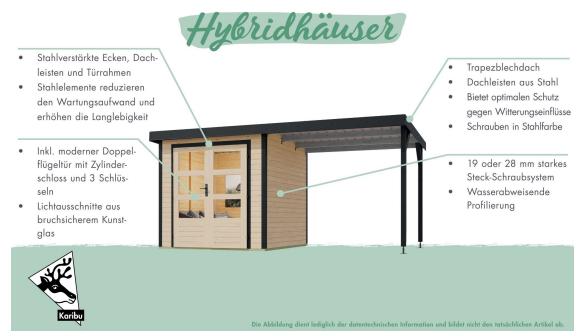 Hybridhäuser
• Stahlverstärkte Ecken, Dach-
leisten und Türrahmen
• Stahlelemente reduzieren
den Wartungsaufwand und
erhöhen die Langlebigkeit
• Inkl. moderner Doppel-
flügeltür mit Zylinder-
schloss und 3 Schlüs-
seln
• Lichtausschnitte aus
bruchsicherem Kunst-
glas
• Trapezblechdach
• Dachleisten aus Stahl
• Bietet optimalen Schutz
gegen Witterungseinflüsse
• Schrauben in Stahlfarbe
• 19 oder 28 mm starkes
Steck-Schraubsystem
• Wasserabweisende
Profilierung
Karibu
Die Abbildung dient lediglich der datentechnischen Information und bildet nicht den tatsächlichen Artikel ab.